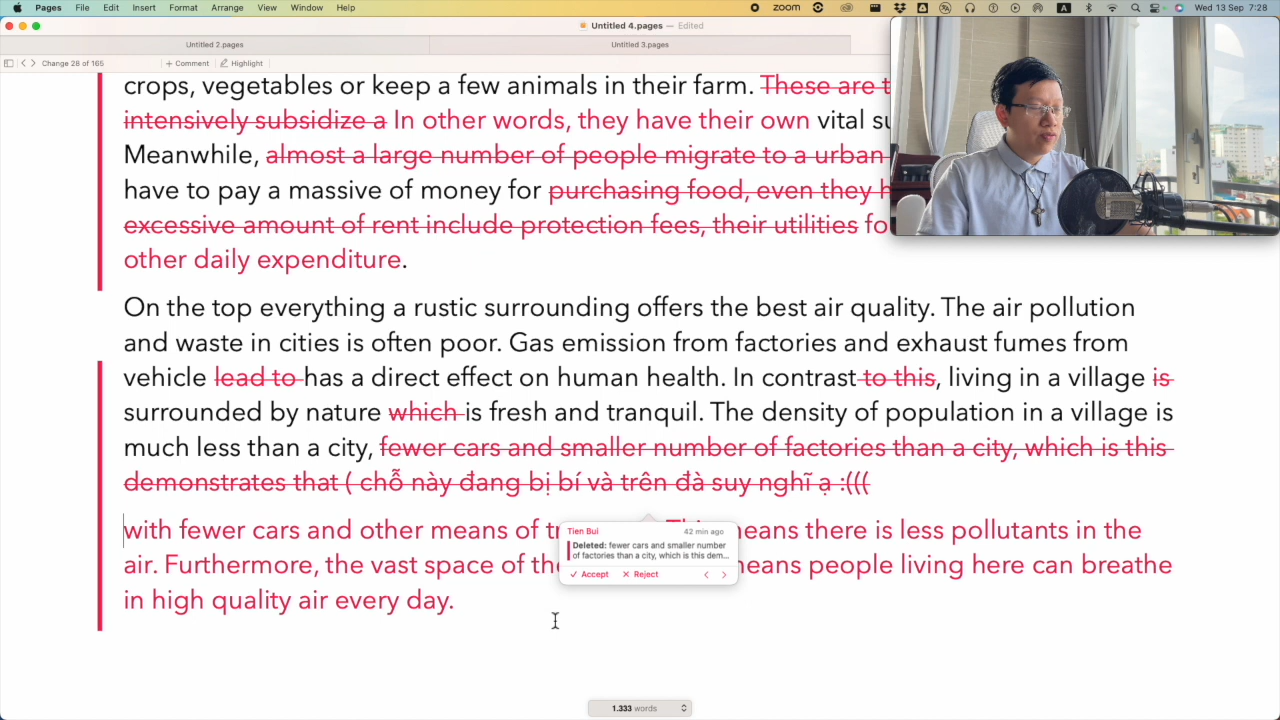 Pages File Edit Insert Format Arrange View Window Help zoom A Wed 13 Sep 7:28
Untitled 4.pages — Edited
Untitled 2.pages Untitled 3.pages
Change 28 of 165 + Comment Highlight
crops, vegetables or keep a few animals in their farm. These are
intensively subsidize a In other words, they have their own vital
Meanwhile, almost a large number of people migrate to a urban
have to pay a massive of money for purchasing food, even they
excessive amount of rent include protection fees, their utilities
other daily expenditure.
On the top everything a rustic surrounding offers the best air quality. The air pollution
and waste in cities is often poor. Gas emission from factories and exhaust fumes from
vehicle lead to has a direct effect on human health. In contrast to this, living in a village is
surrounded by nature which is fresh and tranquil. The density of population in a village is
much less than a city, fewer cars and smaller number of factories than a city, which is this
demonstrates that ( chỗ này đang bị bí và trên đà suy nghĩ ạ :(((
with fewer cars and other means of means there is less pollutants in the
air. Furthermore, the vast space of means people living here can breathe
in high quality air every day.
Tien Bui 42 min ago
Deleted: fewer cars and smaller number
of factories than a city, which is this dem...
Accept Reject
1.333 words